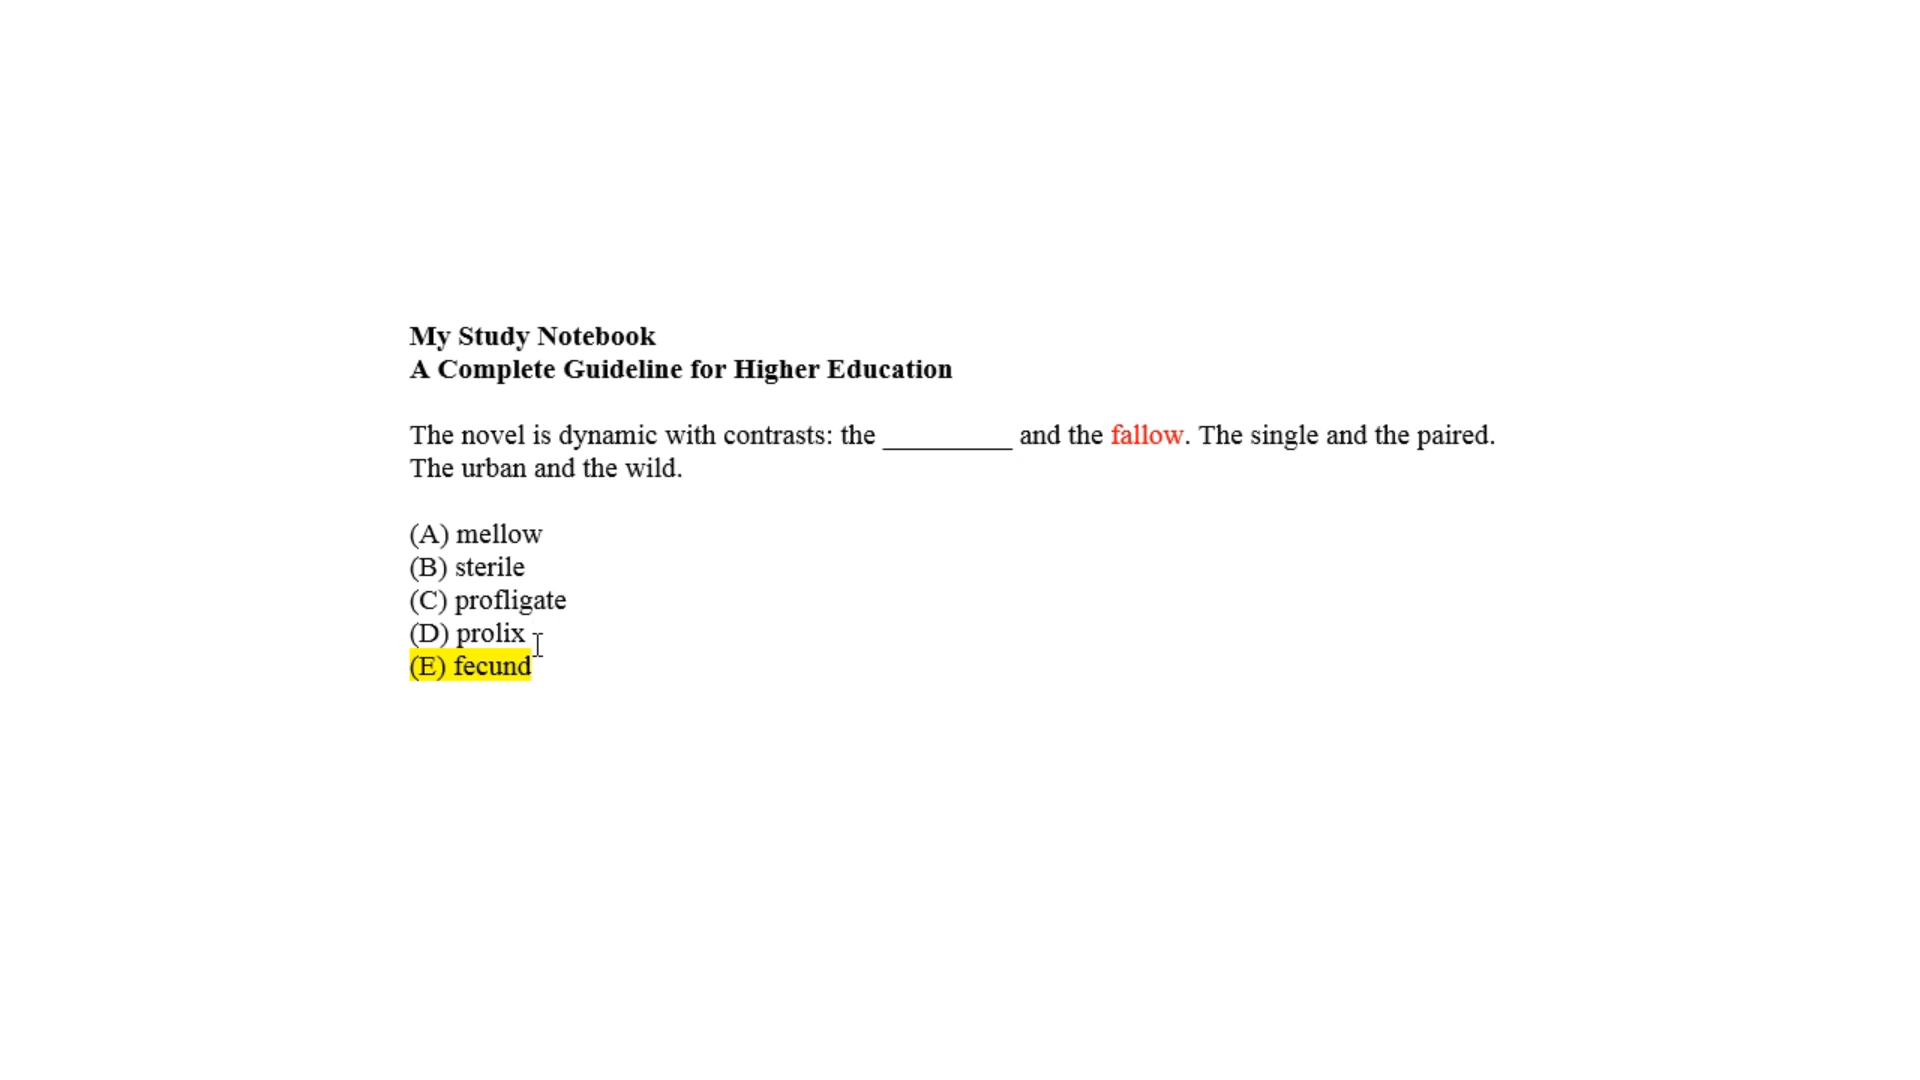 My Study Notebook
A Complete Guideline for Higher Education
The novel is dynamic with contrasts: the _________ and the fallow. The single and the paired.
The urban and the wild.
(A) mellow
(B) sterile
(C) profligate
(D) prolix
(E) fecund